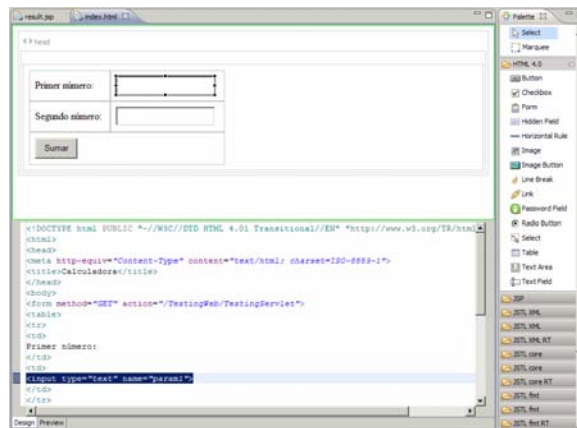 result.jsp
index.html
Palette
Select
Marquee
HTML 4.0
Button
Checkbox
Form
Hidden Field
Horizontal Rule
Image
Image Button
Line Break
Link
Password Field
Radio Button
Select
Table
Text Area
Text Field
JSP
JSTL XML
JSTL XML
JSTL XML RT
JSTL core
JSTL core
JSTL core RT
JSTL fmt
JSTL fmt
JSTL fmt RT
head
Primer número:
Segundo número:
Sumar
<!DOCTYPE html PUBLIC "-//W3C//DTD HTML 4.01 Transitional//EN" "http://www.w3.org/TR/html
<html>
<head>
<meta http-equiv="Content-Type" content="text/html; charset=ISO-8859-1">
<title>Calculadora</title>
</head>
<body>
<form method="GET" action="/TestingWeb/TestingServlet">
<table>
<tr>
<td>
Primer número:
</td>
<td>
<input type="text" name="param1">
</td>
</tr>
Design Preview